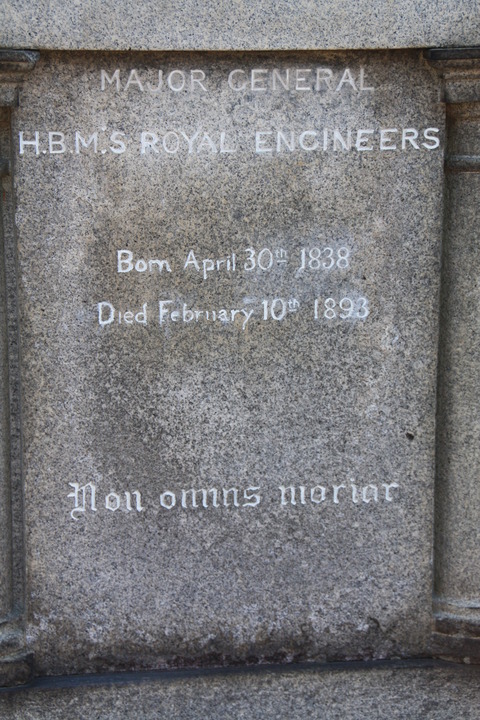 MAJOR GENERAL
H.B.M.'S ROYAL ENGINEERS
Born April 30th 1838
Died February 10th 1893
Non omnis moriar